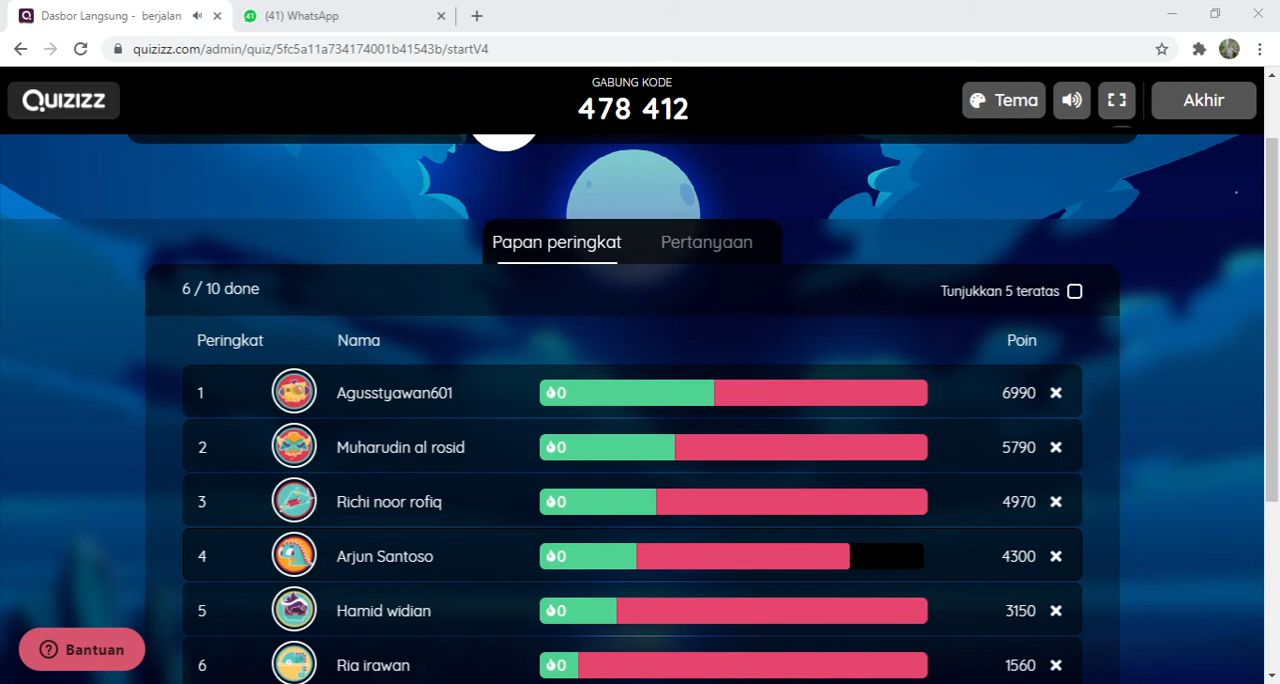 Dasbor Langsung - berjalan
(41) WhatsApp
quizizz.com/admin/quiz/5fc5a11a734174001b41543b/startV4
Quizizz
GABUNG KODE
478 412
Tema
Akhir
Papan peringkat
Pertanyaan
6 / 10 done
Tunjukkan 5 teratas
Peringkat Nama Poin
1 Agusstyawan601 0 6990
2 Muharudin al rosid 0 5790
3 Richi noor rofiq 0 4970
4 Arjun Santoso 0 4300
5 Hamid widian 0 3150
6 Ria irawan 0 1560
Bantuan